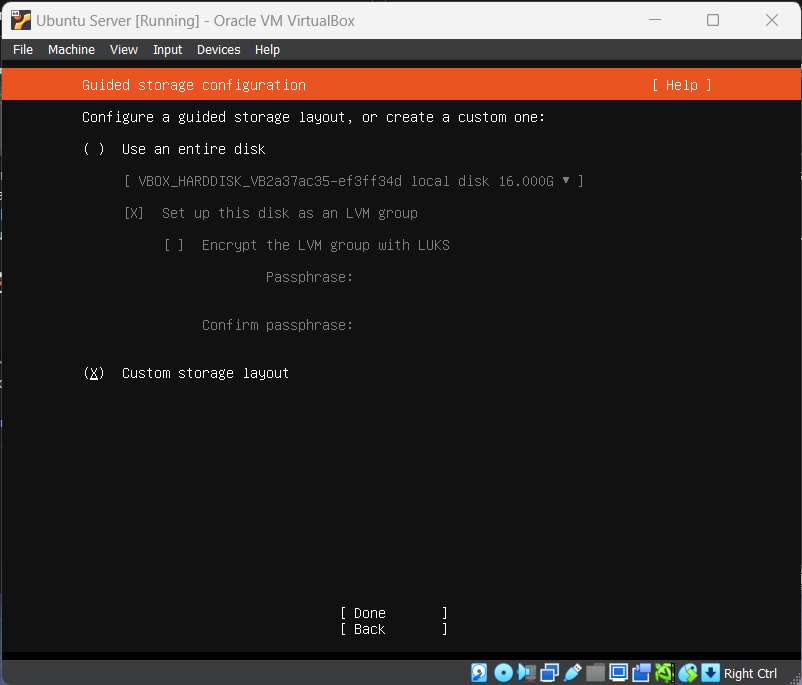 Ubuntu Server [Running] - Oracle VM VirtualBox
File Machine View Input Devices Help
Guided storage configuration [ Help ]
Configure a guided storage layout, or create a custom one:
( ) Use an entire disk
[ VBOX_HARDDISK_VB2a37ac35-ef3ff34d local disk 16.000G ▾ ]
[X] Set up this disk as an LVM group
[ ] Encrypt the LVM group with LUKS
Passphrase:
Confirm passphrase:
(X) Custom storage layout
[ Done ]
[ Back ]
Right Ctrl